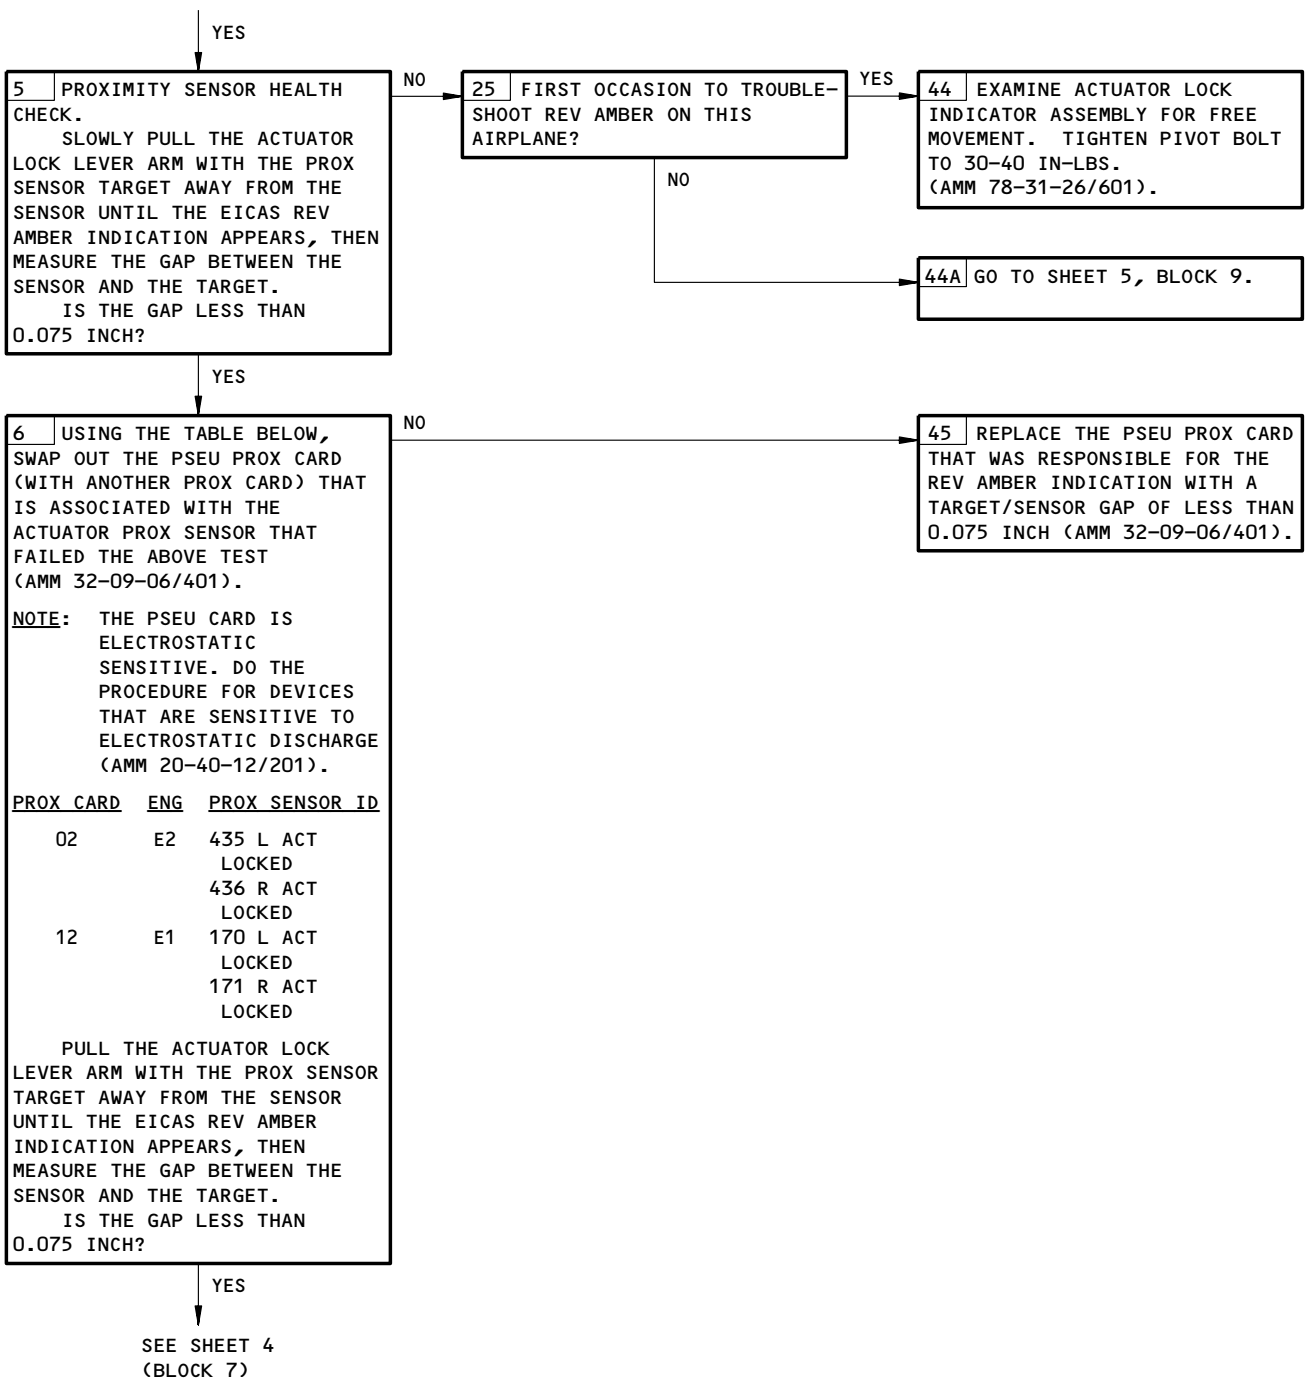 YES
5 PROXIMITY SENSOR HEALTH
CHECK.
SLOWLY PULL THE ACTUATOR
LOCK LEVER ARM WITH THE PROX
SENSOR TARGET AWAY FROM THE
SENSOR UNTIL THE EICAS REV
AMBER INDICATION APPEARS, THEN
MEASURE THE GAP BETWEEN THE
SENSOR AND THE TARGET.
IS THE GAP LESS THAN
0.075 INCH?
NO
25 FIRST OCCASION TO TROUBLE-
SHOOT REV AMBER ON THIS
AIRPLANE?
YES
44 EXAMINE ACTUATOR LOCK
INDICATOR ASSEMBLY FOR FREE
MOVEMENT. TIGHTEN PIVOT BOLT
TO 30-40 IN-LBS.
(AMM 78-31-26/601).
NO
44A GO TO SHEET 5, BLOCK 9.
YES
6 USING THE TABLE BELOW,
SWAP OUT THE PSEU PROX CARD
(WITH ANOTHER PROX CARD) THAT
IS ASSOCIATED WITH THE
ACTUATOR PROX SENSOR THAT
FAILED THE ABOVE TEST
(AMM 32-09-06/401).
NOTE: THE PSEU CARD IS
ELECTROSTATIC
SENSITIVE. DO THE
PROCEDURE FOR DEVICES
THAT ARE SENSITIVE TO
ELECTROSTATIC DISCHARGE
(AMM 20-40-12/201).
PROX CARD ENG PROX SENSOR ID
02 E2 435 L ACT
LOCKED
436 R ACT
LOCKED
12 E1 170 L ACT
LOCKED
171 R ACT
LOCKED
PULL THE ACTUATOR LOCK
LEVER ARM WITH THE PROX SENSOR
TARGET AWAY FROM THE SENSOR
UNTIL THE EICAS REV AMBER
INDICATION APPEARS, THEN
MEASURE THE GAP BETWEEN THE
SENSOR AND THE TARGET.
IS THE GAP LESS THAN
0.075 INCH?
NO
45 REPLACE THE PSEU PROX CARD
THAT WAS RESPONSIBLE FOR THE
REV AMBER INDICATION WITH A
TARGET/SENSOR GAP OF LESS THAN
0.075 INCH (AMM 32-09-06/401).
YES
SEE SHEET 4
(BLOCK 7)